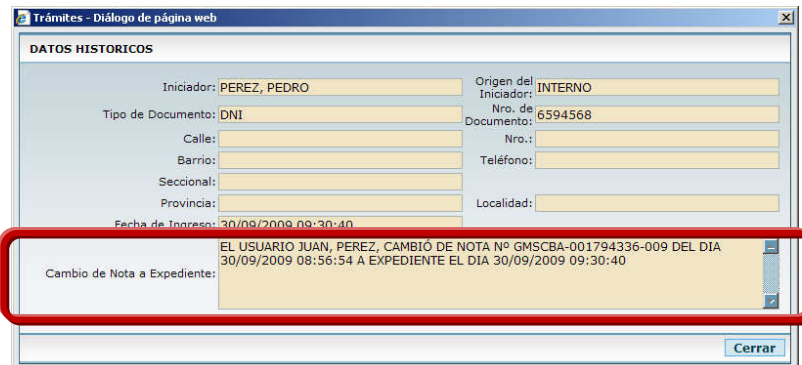 Trámites - Diálogo de página web
DATOS HISTORICOS
Iniciador: PEREZ, PEDRO
Origen del Iniciador: INTERNO
Tipo de Documento: DNI
Nro. de Documento: 6594568
Calle:
Nro.:
Barrio:
Teléfono:
Seccional:
Provincia:
Localidad:
Fecha de Ingreso: 30/09/2009 09:30:40
Cambio de Nota a Expediente:
EL USUARIO JUAN, PEREZ, CAMBIÓ DE NOTA Nº GMSCBA-001794336-009 DEL DIA
30/09/2009 08:56:54 A EXPEDIENTE EL DIA 30/09/2009 09:30:40
Cerrar